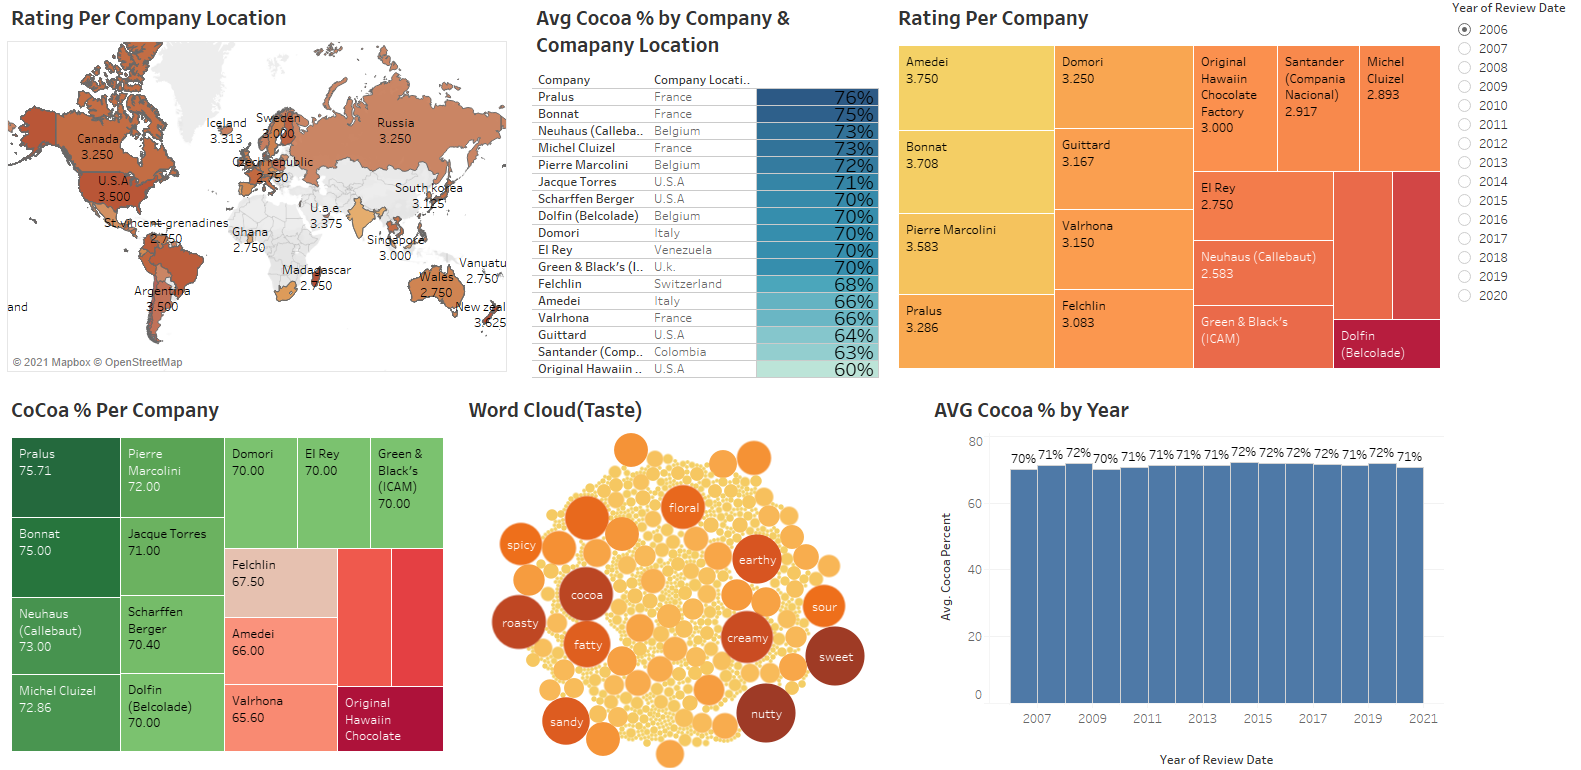 Rating Per Company Location
Canada
3.250
U.S.A
3.500
Iceland
3.313
Sweden
3.000
Russia
3.250
Czech republic
2.750
South korea
3.125
U.a.e.
3.375
St.vincent-grenadines
2.750
Ghana
2.750
Singapore
3.000
Madagascar
2.750
Vanuatu
2.750
Wales
2.750
Argentina
3.500
and
New zeal
3.625
© 2021 Mapbox © OpenStreetMap
Avg Cocoa % by Company &
Comapany Location
Company Company Locati..
Pralus France 76%
Bonnat France 75%
Neuhaus (Calleba.. Belgium 73%
Michel Cluizel France 73%
Pierre Marcolini Belgium 72%
Jacque Torres U.S.A 71%
Scharffen Berger U.S.A 70%
Dolfin (Belcolade) Belgium 70%
Domori Italy 70%
El Rey Venezuela 70%
Green & Black's (I.. U.k. 70%
Felchlin Switzerland 68%
Amedei Italy 66%
Valrhona France 66%
Guittard U.S.A 64%
Santander (Comp.. Colombia 63%
Original Hawaiin .. U.S.A 60%
Rating Per Company
Amedei
3.750
Bonnat
3.708
Pierre Marcolini
3.583
Pralus
3.286
Domori
3.250
Guittard
3.167
Valrhona
3.150
Felchlin
3.083
Original
Hawaiin
Chocolate
Factory
3.000
Santander
(Compania
Nacional)
2.917
Michel
Cluizel
2.893
El Rey
2.750
Neuhaus (Callebaut)
2.583
Green & Black's
(ICAM)
Dolfin
(Belcolade)
Year of Review Date
2006
2007
2008
2009
2010
2011
2012
2013
2014
2015
2016
2017
2018
2019
2020
CoCoa % Per Company
Pralus
75.71
Bonnat
75.00
Neuhaus
(Callebaut)
73.00
Michel Cluizel
72.86
Pierre
Marcolini
72.00
Jacque Torres
71.00
Scharffen
Berger
70.40
Dolfin
(Belcolade)
70.00
Domori
70.00
El Rey
70.00
Green &
Black's
(ICAM)
70.00
Felchlin
67.50
Amedei
66.00
Valrhona
65.60
Original
Hawaiin
Chocolate
Word Cloud(Taste)
floral
spicy
earthy
cocoa
sour
roasty
creamy
fatty
sweet
nutty
sandy
AVG Cocoa % by Year
Avg. Cocoa Percent
80
60
40
20
0
70% 71% 72% 70% 71% 71% 71% 71% 72% 72% 72% 72% 71% 72% 71%
2007 2009 2011 2013 2015 2017 2019 2021
Year of Review Date